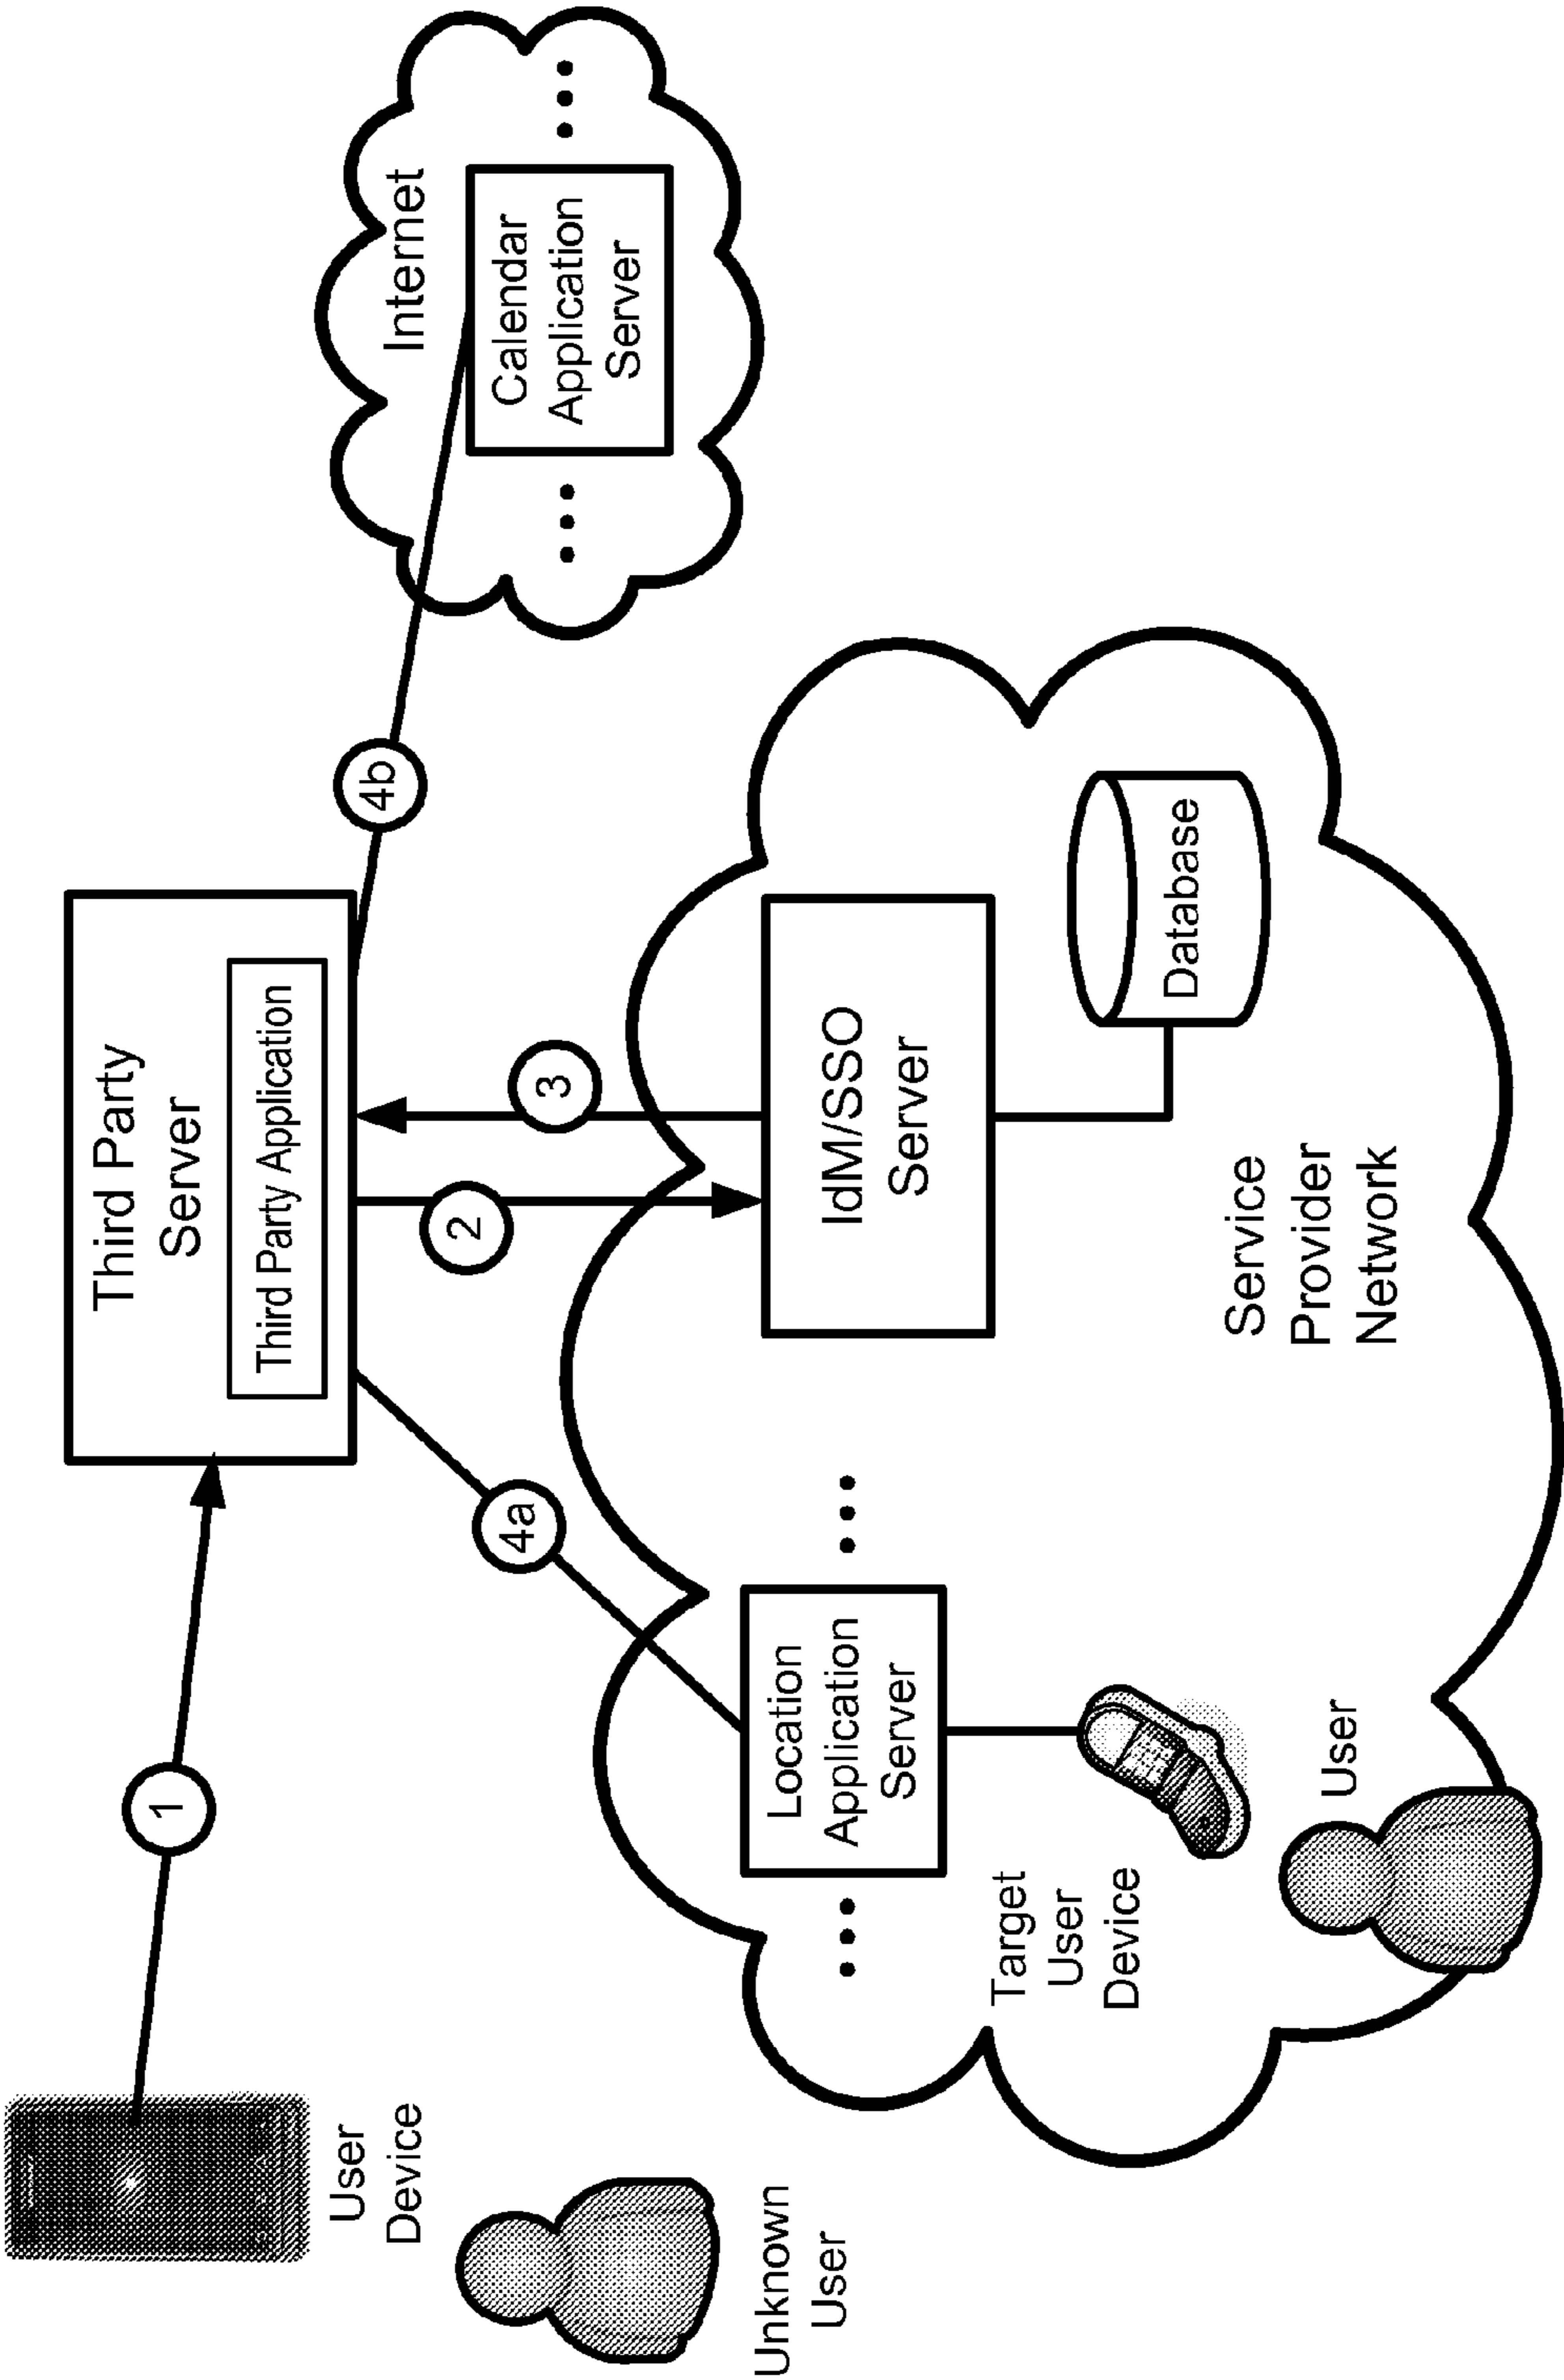 Third Party
Server
Third Party Application
1
4b
Internet
Calendar
Application
Server
...
...
User
Device
2
3
4a
Unknown
User
Location
Application
Server
...
...
IdM/SSO
Server
Database
Target
User
Device
Service
Provider
Network
User